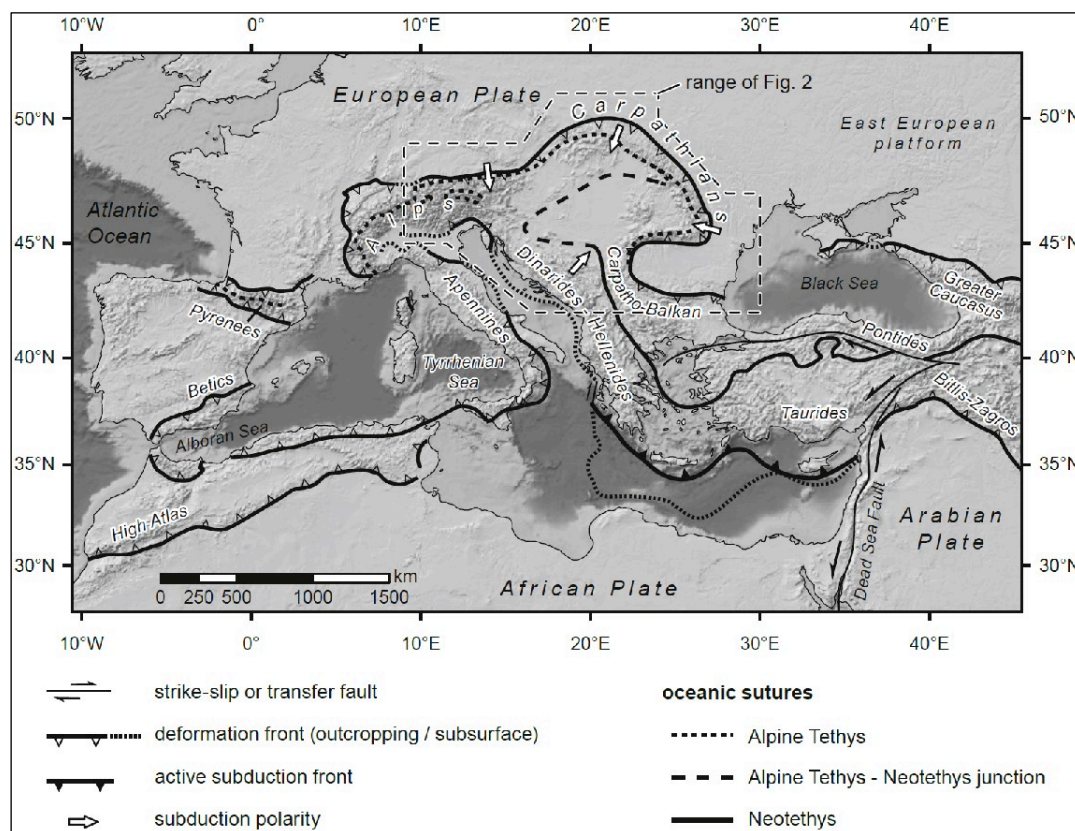 10°W 0° 10°E 20°E 30°E 40°E
European Plate
range of Fig. 2
50°N
Carpathians
East European
platform
50°N
Atlantic
Ocean
Alps
45°N
Dinarides - Hellenides
Carpatho-Balkan
Black Sea
Greater
Caucasus
45°N
Pyrenees
Apennines
Pontides
40°N
Betics
Tyrrhenian
Sea
Taurides
Bitlis-Zagros
40°N
Alboran Sea
35°N
High Atlas
Dead Sea Fault
Arabian
Plate
35°N
30°N
km
0 250 500 1000 1500
African Plate
30°N
10°W 0° 10°E 20°E 30°E 40°E
strike-slip or transfer fault
deformation front (outcropping / subsurface)
active subduction front
subduction polarity
oceanic sutures
Alpine Tethys
Alpine Tethys - Neotethys junction
Neotethys